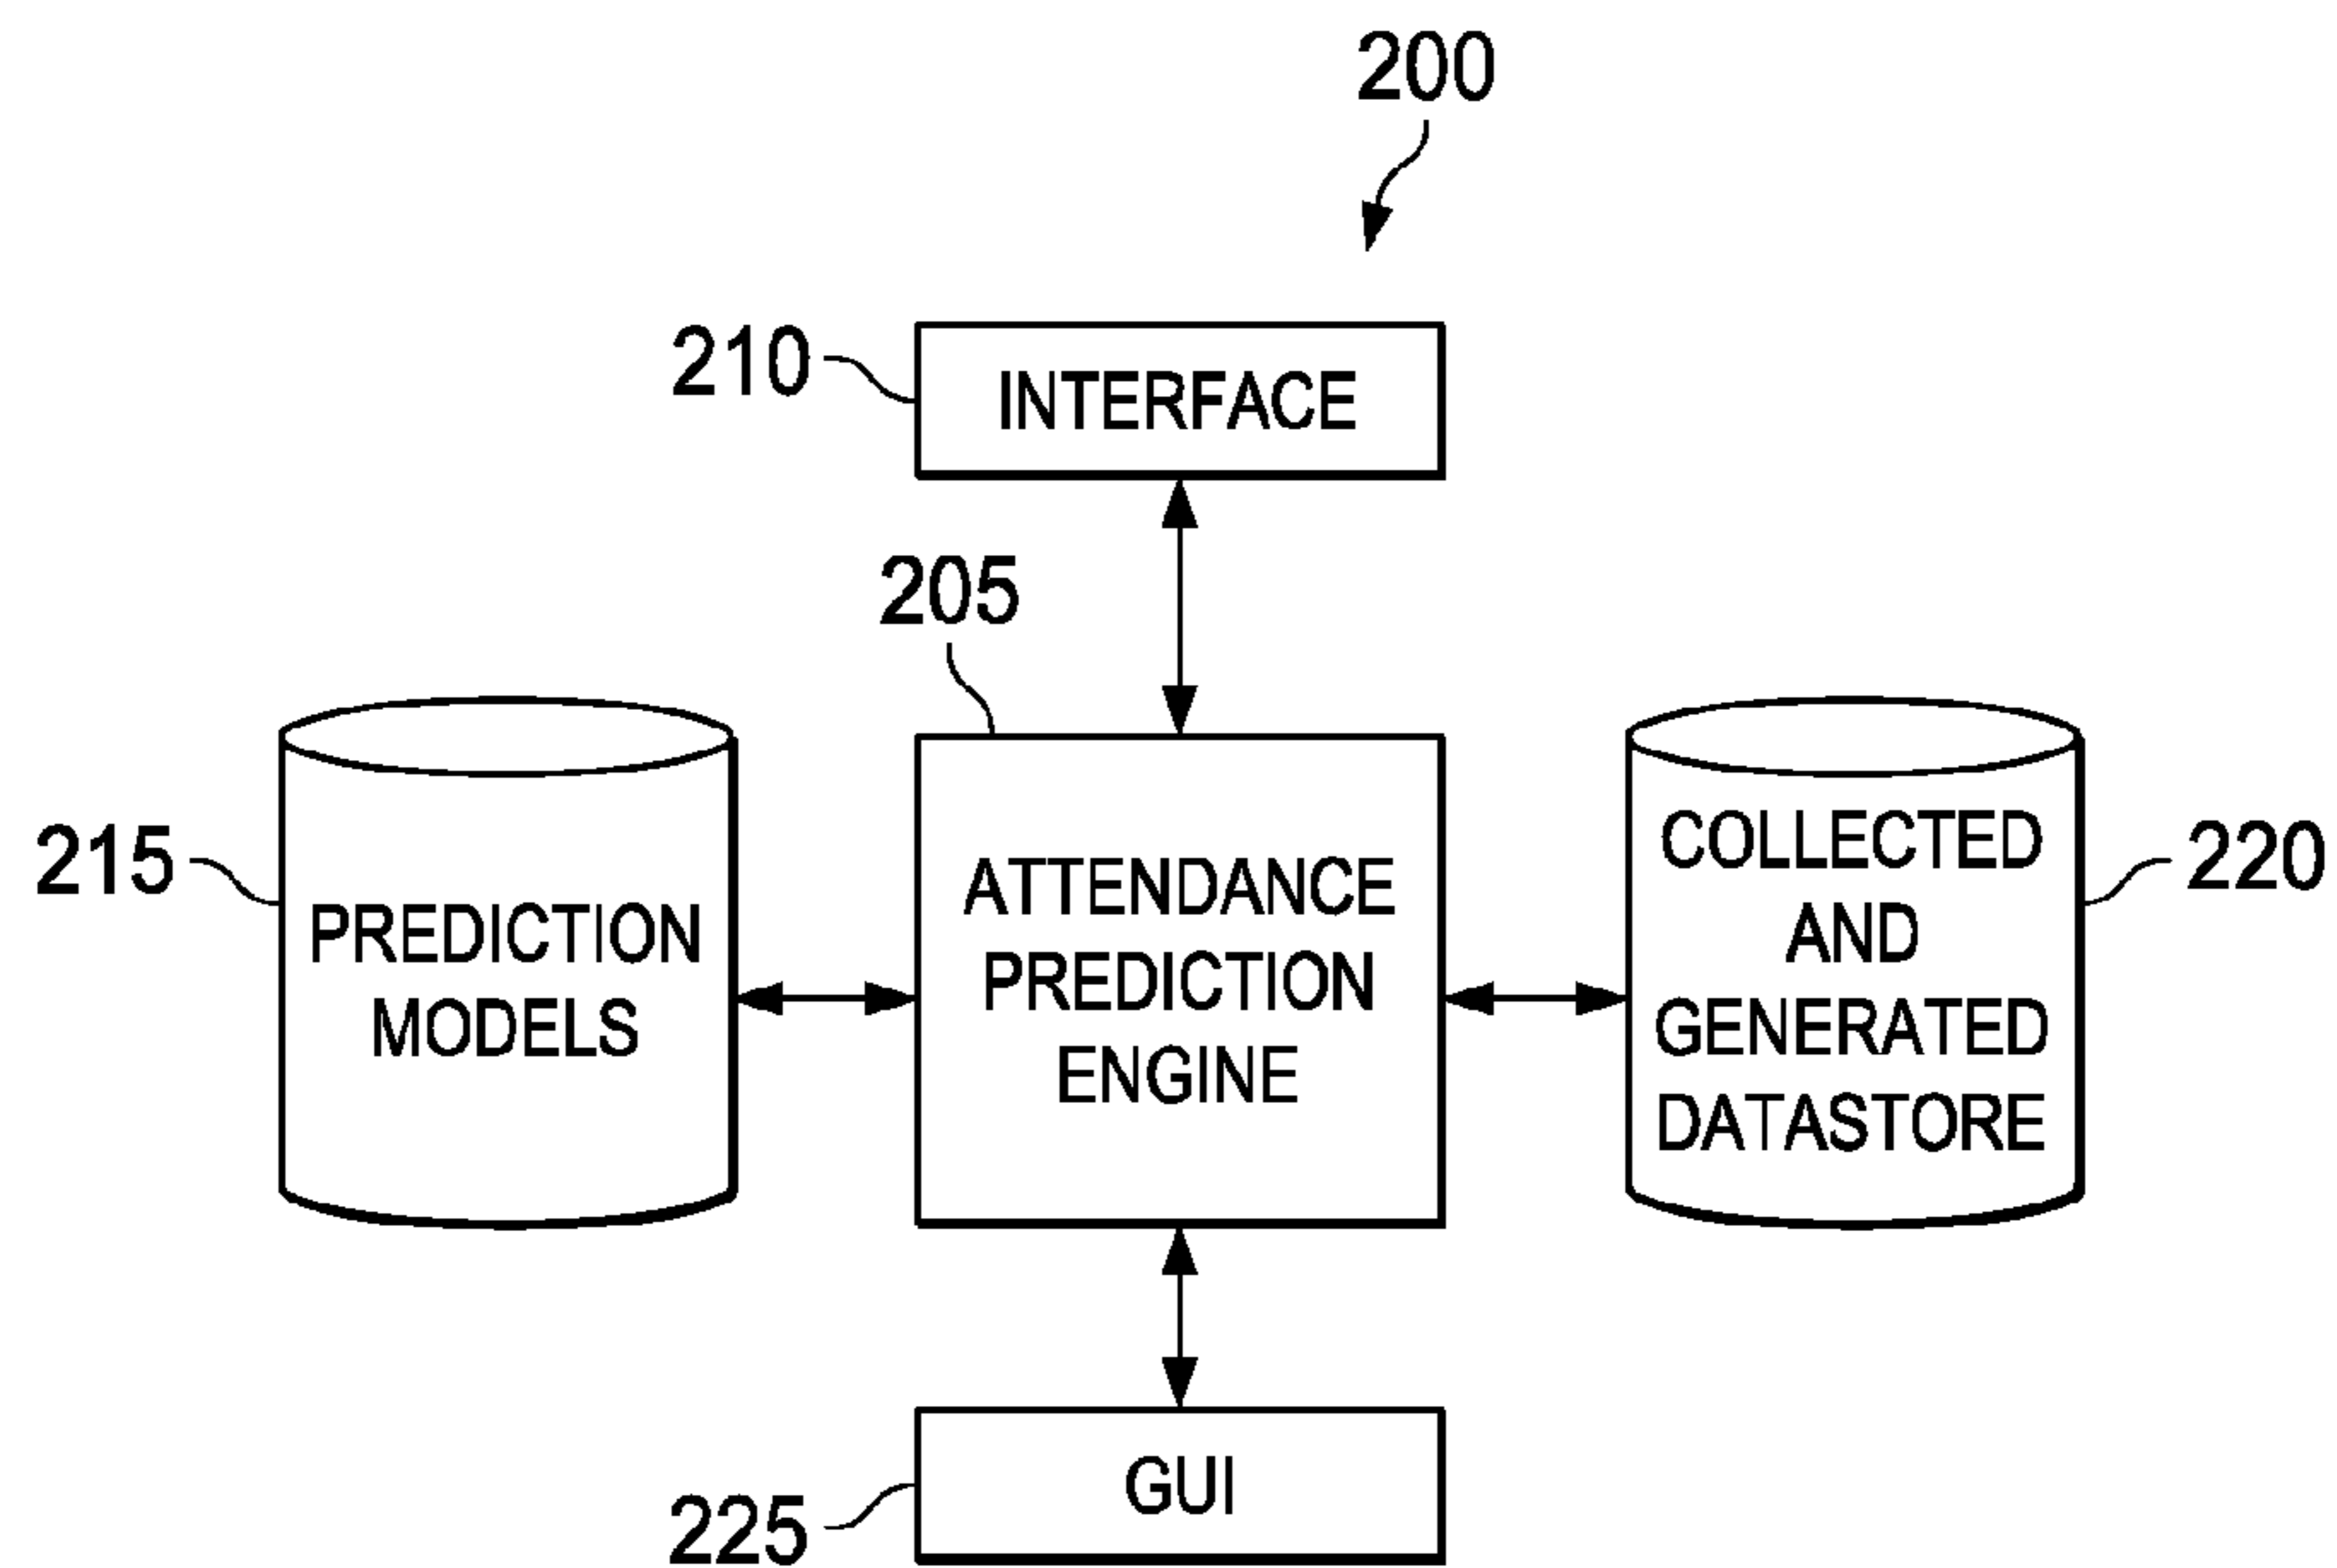 200
210
INTERFACE
205
215
PREDICTION
MODELS
ATTENDANCE
PREDICTION
ENGINE
COLLECTED
AND
GENERATED
DATASTORE
220
GUI
225